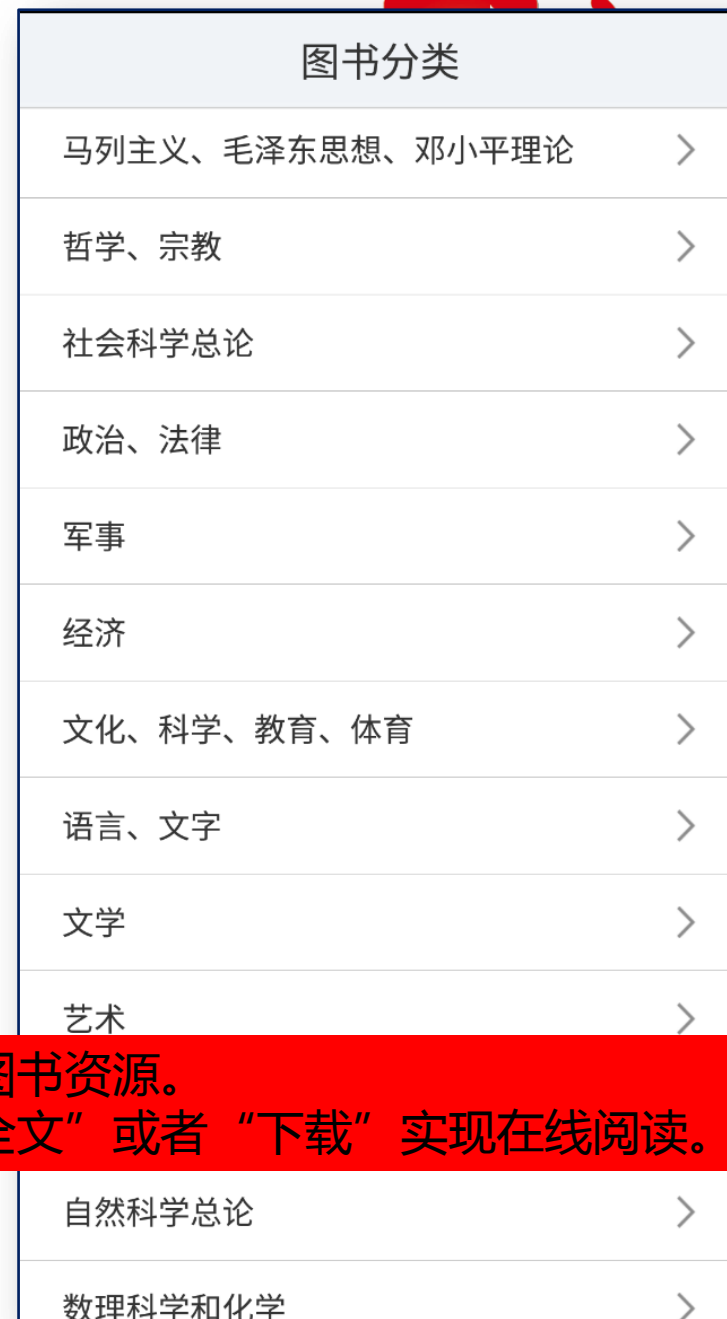 图书分类
马列主义、毛泽东思想、邓小平理论
哲学、宗教
社会科学总论
政治、法律
军事
经济
文化、科学、教育、体育
语言、文字
文学
艺术
图书资源。
全文”或者“下载”实现在线阅读。
自然科学总论
数理科学和化学